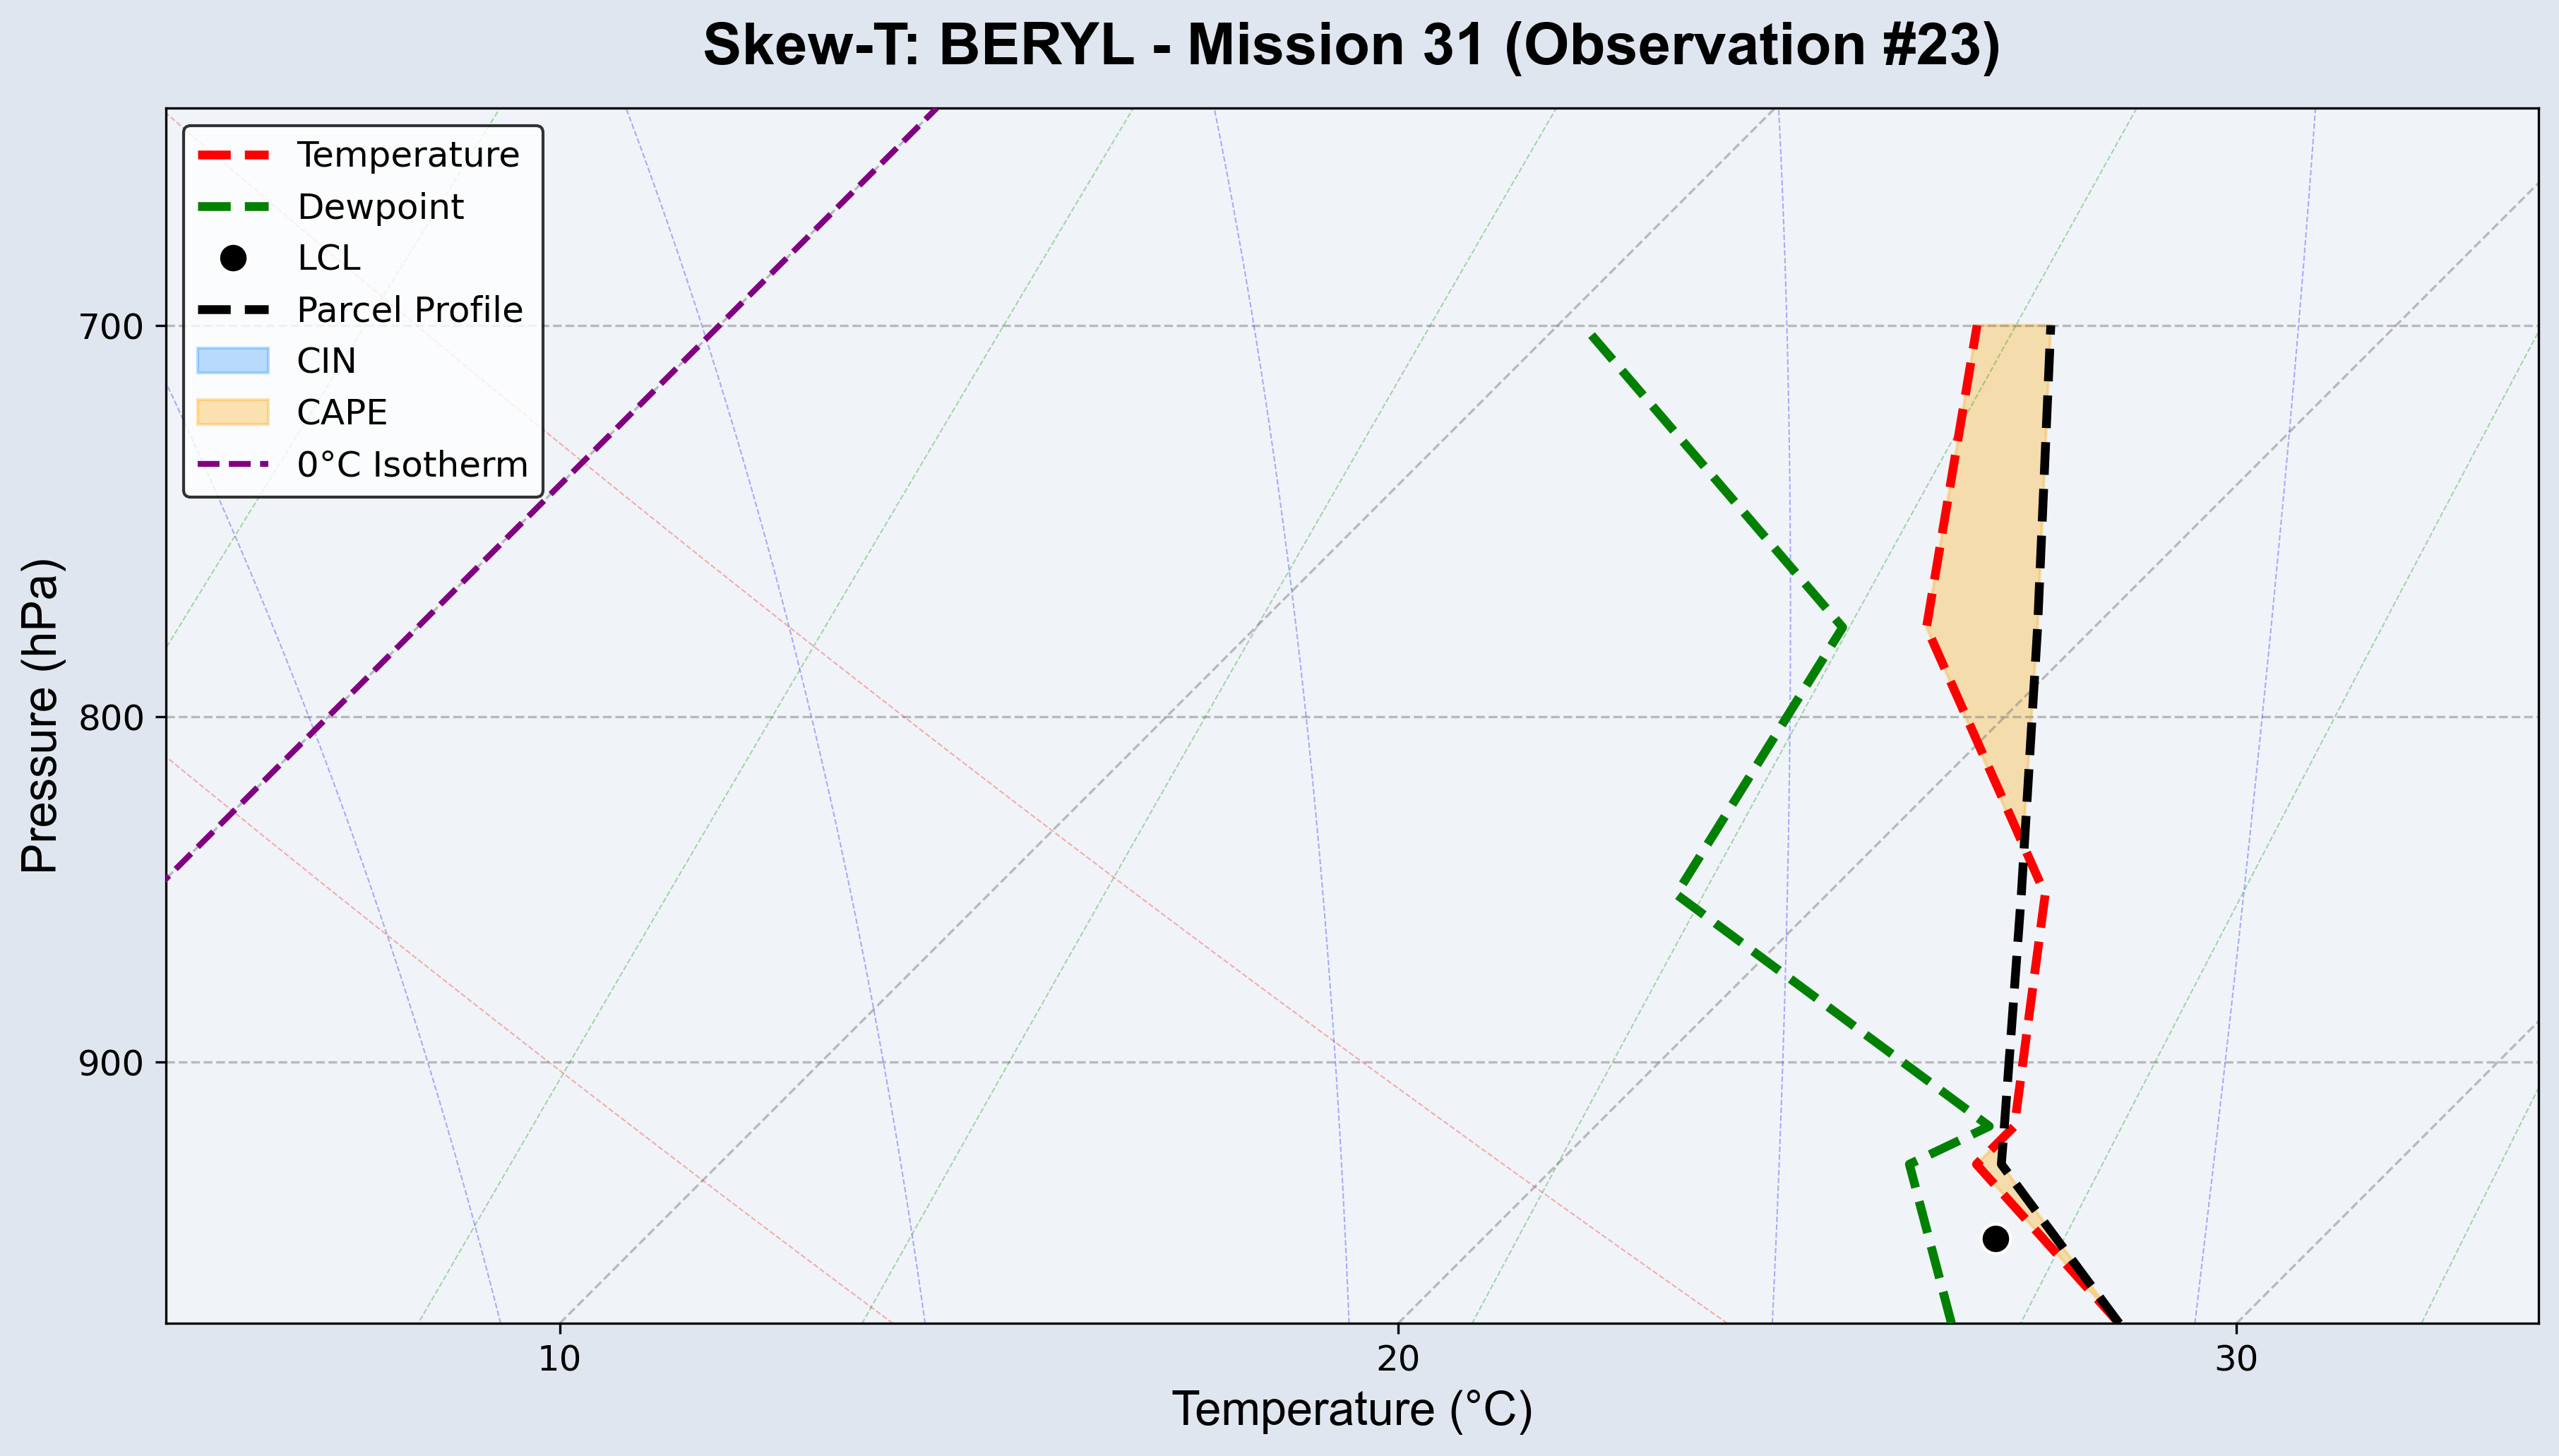 Skew-T: BERYL - Mission 31 (Observation #23)
Temperature
Dewpoint
LCL
Parcel Profile
CIN
CAPE
0°C Isotherm
Pressure (hPa)
700
800
900
10
20
30
Temperature (°C)